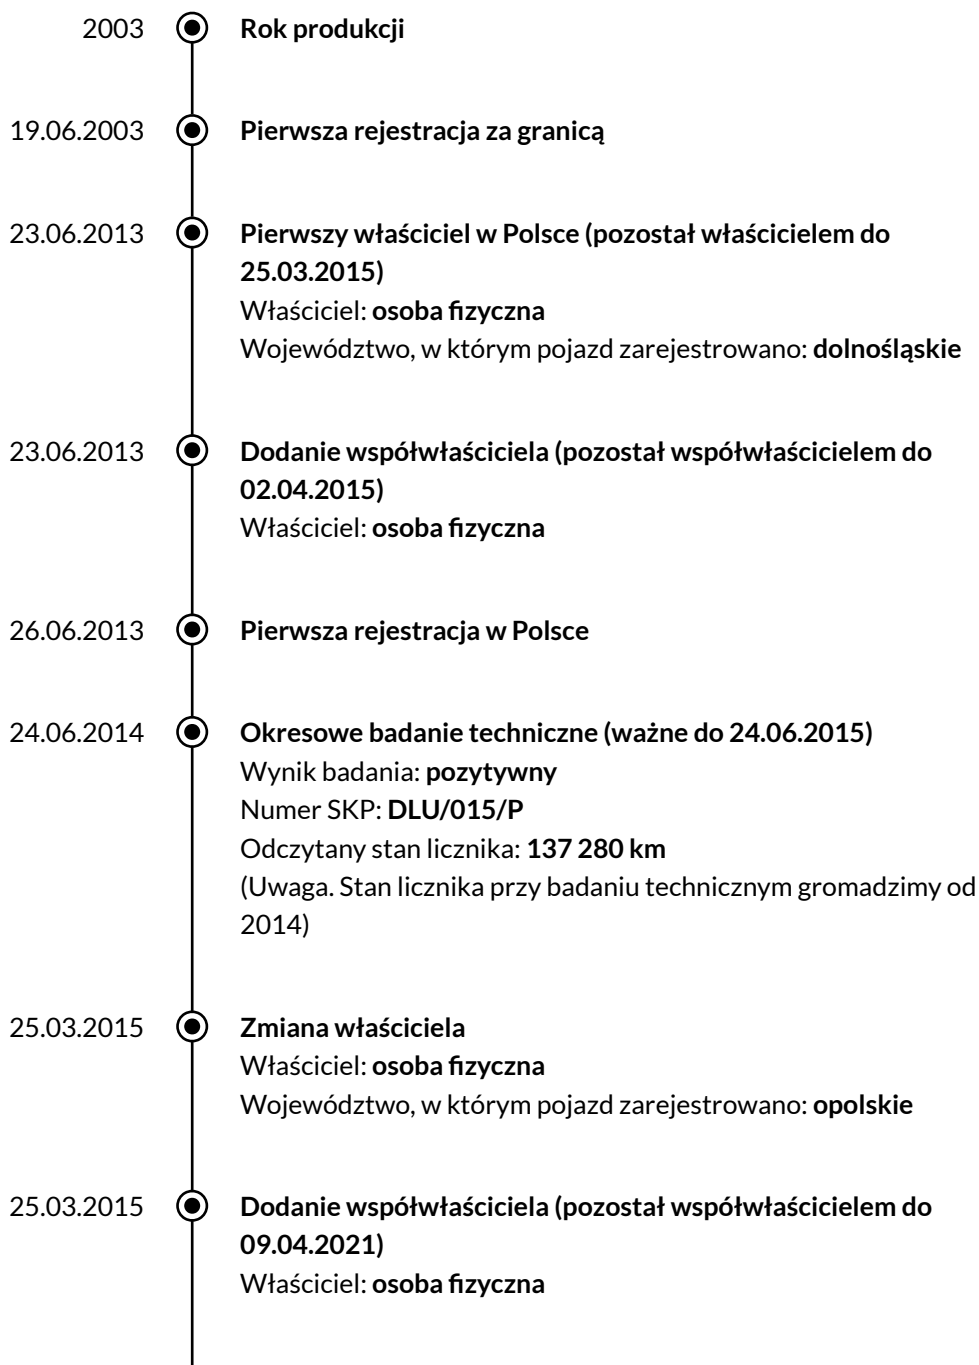 2003 Rok produkcji
19.06.2003 Pierwsza rejestracja za granicą
23.06.2013 Pierwszy właściciel w Polsce (pozostał właścicielem do
25.03.2015)
Właściciel: osoba fizyczna
Województwo, w którym pojazd zarejestrowano: dolnośląskie
23.06.2013 Dodanie współwłaściciela (pozostał współwłaścicielem do
02.04.2015)
Właściciel: osoba fizyczna
26.06.2013 Pierwsza rejestracja w Polsce
24.06.2014 Okresowe badanie techniczne (ważne do 24.06.2015)
Wynik badania: pozytywny
Numer SKP: DLU/015/P
Odczytany stan licznika: 137 280 km
(Uwaga. Stan licznika przy badaniu technicznym gromadzimy od
2014)
25.03.2015 Zmiana właściciela
Właściciel: osoba fizyczna
Województwo, w którym pojazd zarejestrowano: opolskie
25.03.2015 Dodanie współwłaściciela (pozostał współwłaścicielem do
09.04.2021)
Właściciel: osoba fizyczna